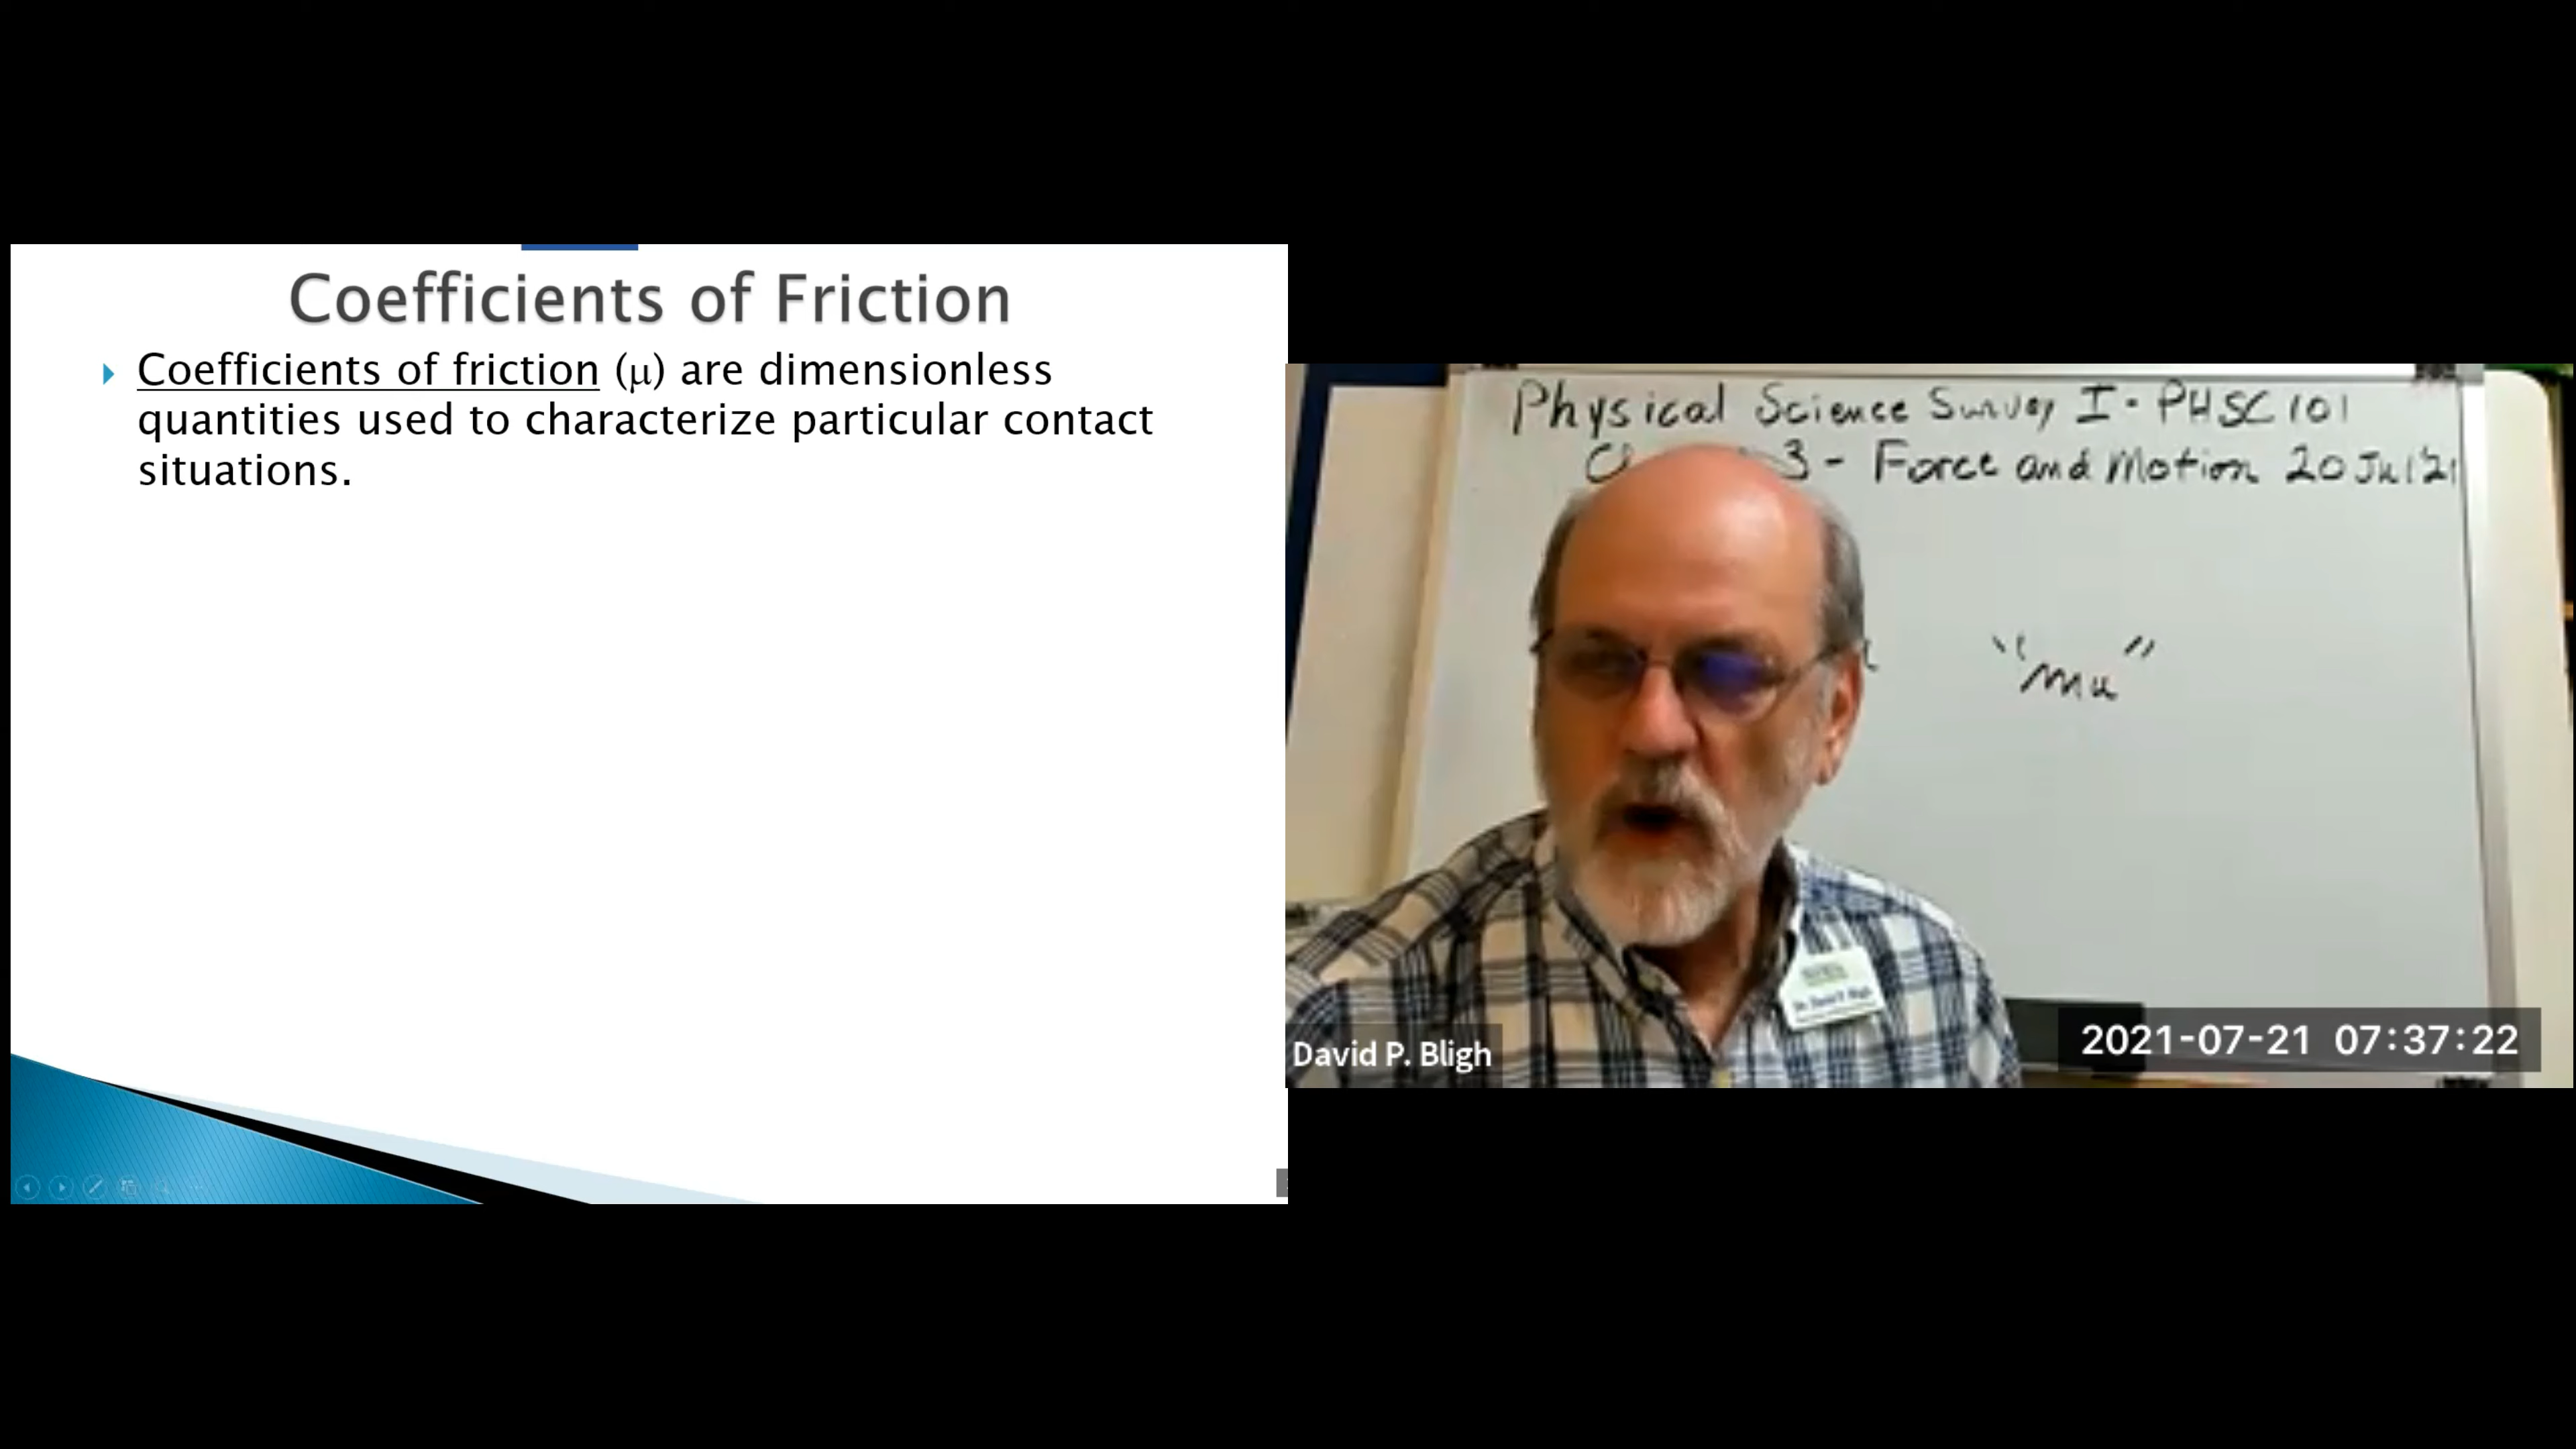 Coefficients of Friction
Coefficients of friction (μ) are dimensionless
quantities used to characterize particular contact
situations.
Physical Science Survey I - PHSC 101
3 - Force and Motion 20 Jul 21
"Mu"
David P. Bligh
2021-07-21 07:37:22